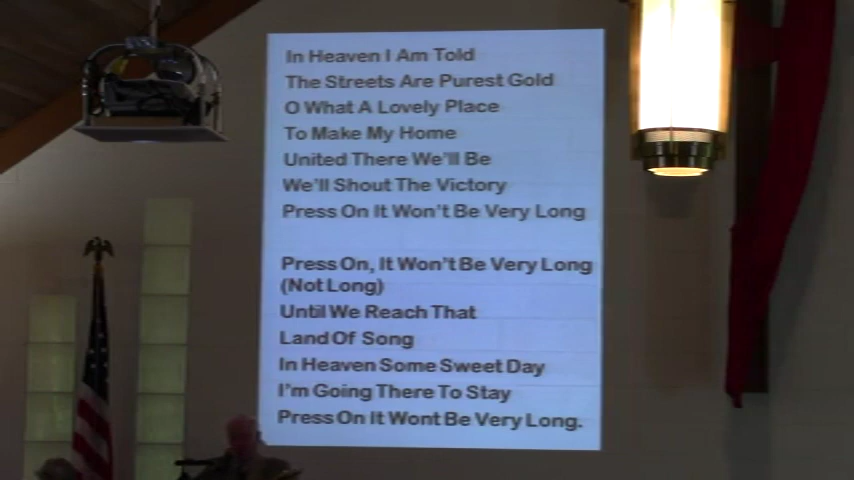 In Heaven I Am Told
The Streets Are Purest Gold
O What A Lovely Place
To Make My Home
United There We'll Be
We'll Shout The Victory
Press On It Won't Be Very Long
Press On, It Won't Be Very Long
(Not Long)
Until We Reach That
Land Of Song
In Heaven Some Sweet Day
I'm Going There To Stay
Press On It Wont Be Very Long.